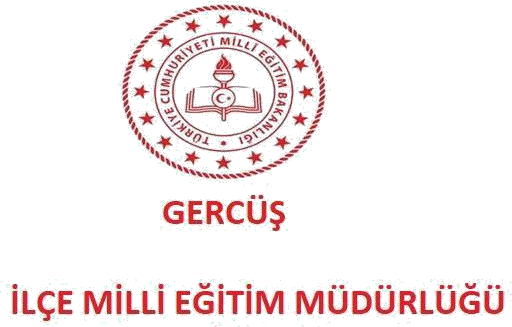 TÜRKİYE CUMHURİYETİ MİLLİ EĞİTİM BAKANLIĞI
GERCÜŞ
İLÇE MİLLİ EĞİTİM MÜDÜRLÜĞÜ